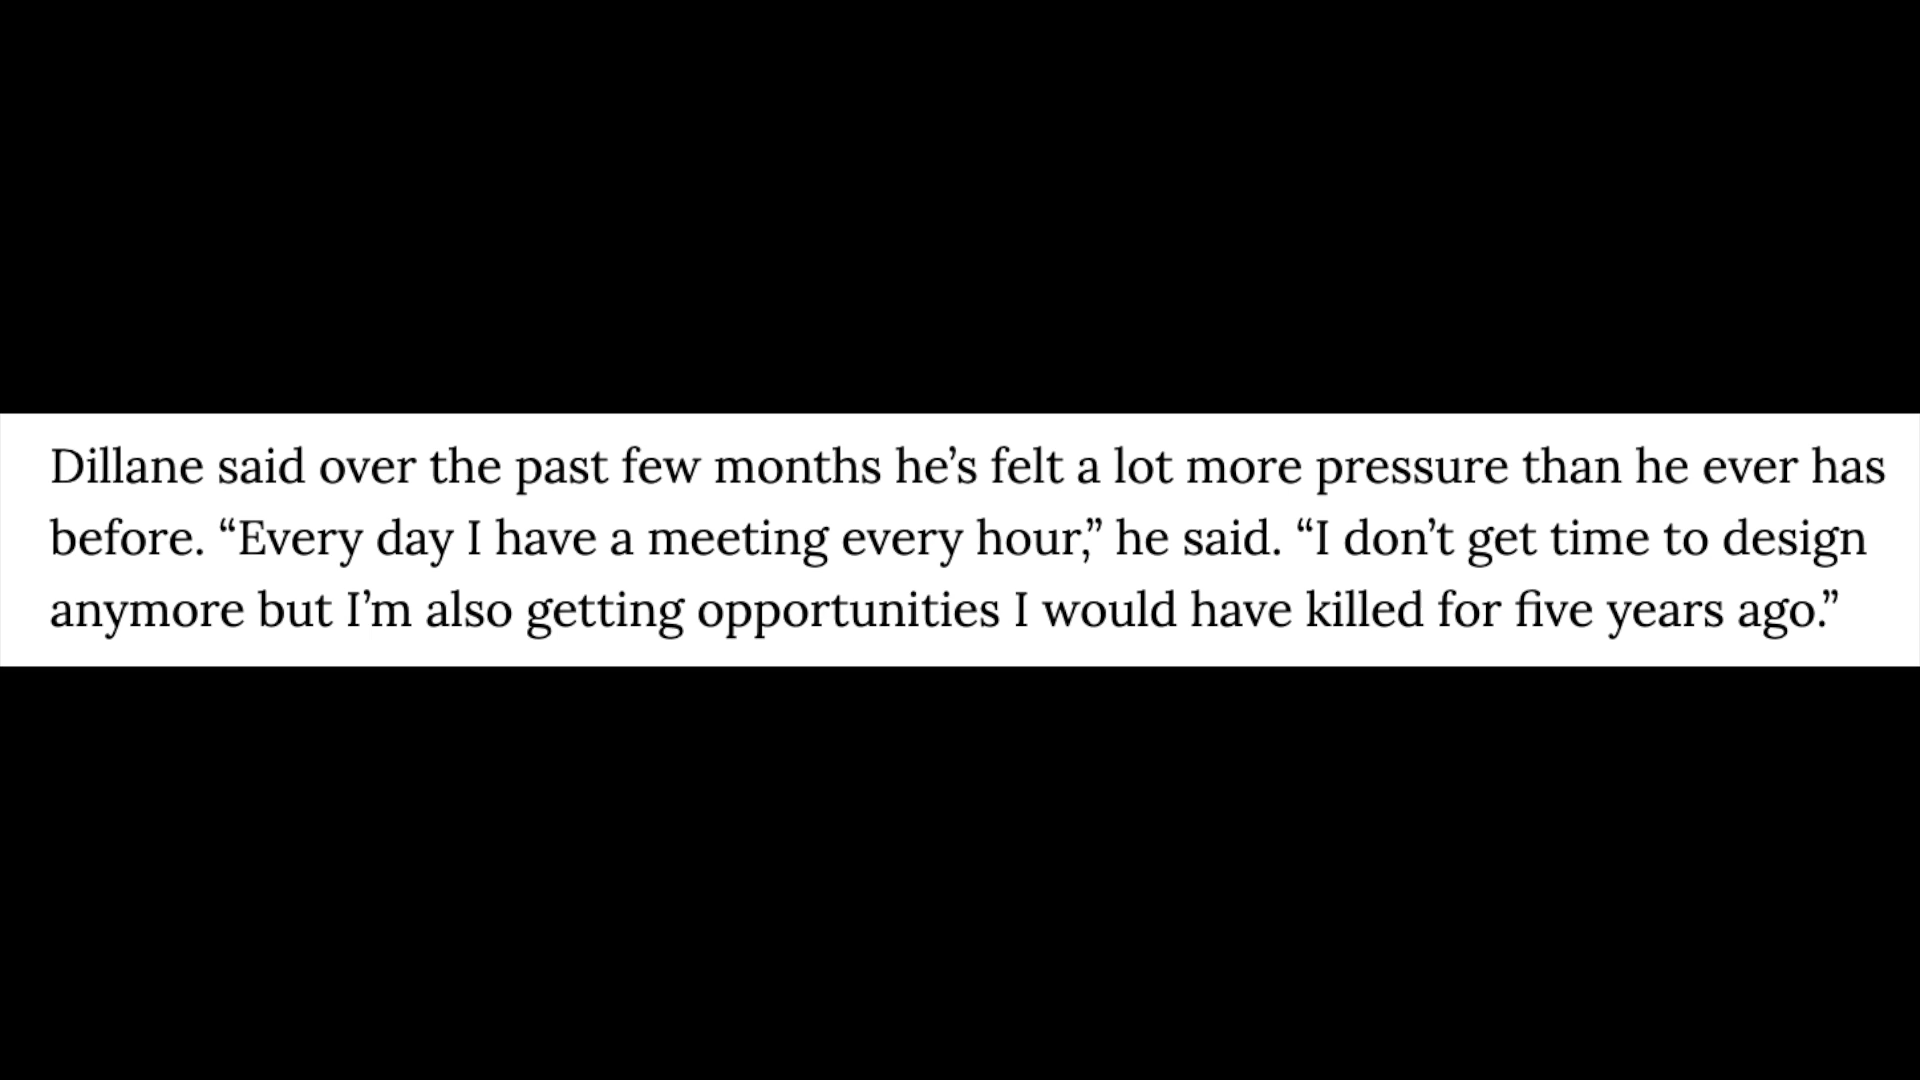 Dillane said over the past few months he’s felt a lot more pressure than he ever has
before. “Every day I have a meeting every hour,” he said. “I don’t get time to design
anymore but I’m also getting opportunities I would have killed for five years ago.”